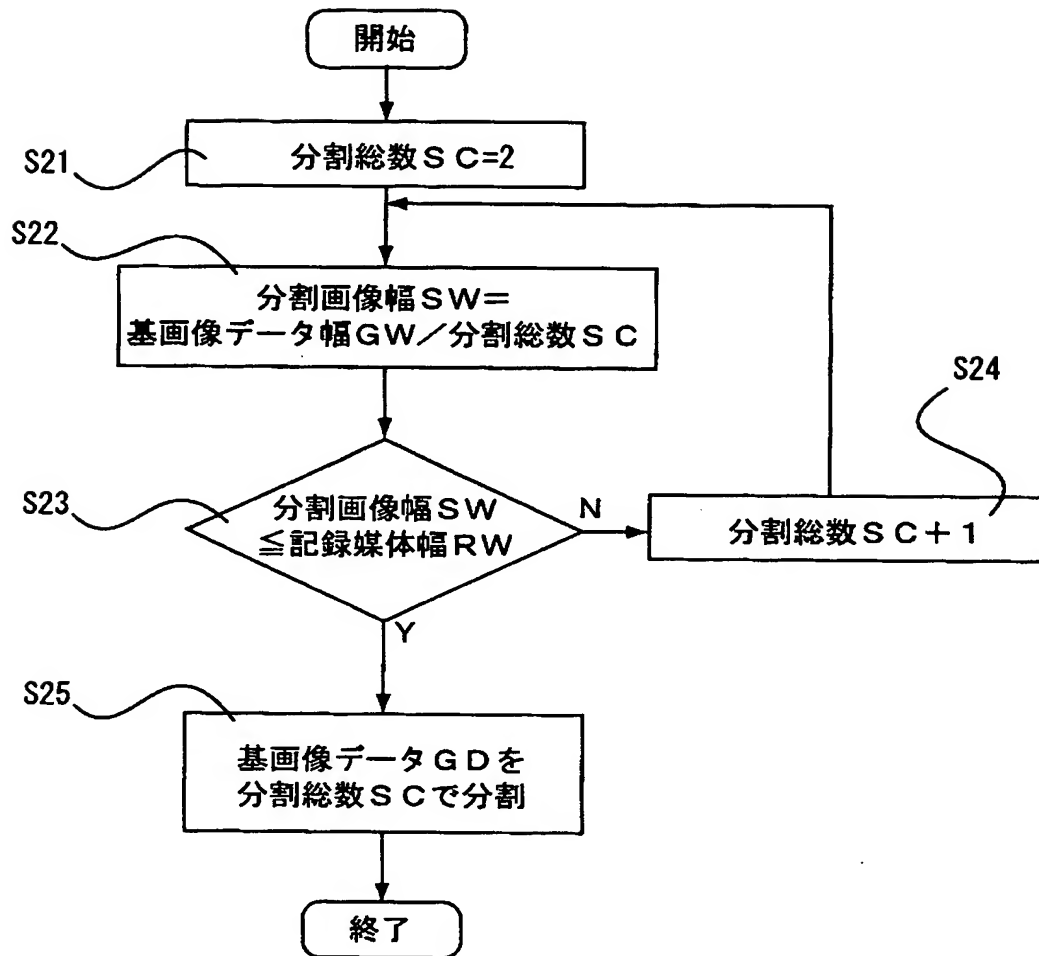 開始
S21
分割総数SC=2
S22
分割画像幅SW=
基画像データ幅GW/分割総数SC
S24
S23
分割画像幅SW
≦記録媒体幅RW
N
分割総数SC+1
Y
S25
基画像データGDを
分割総数SCで分割
終了